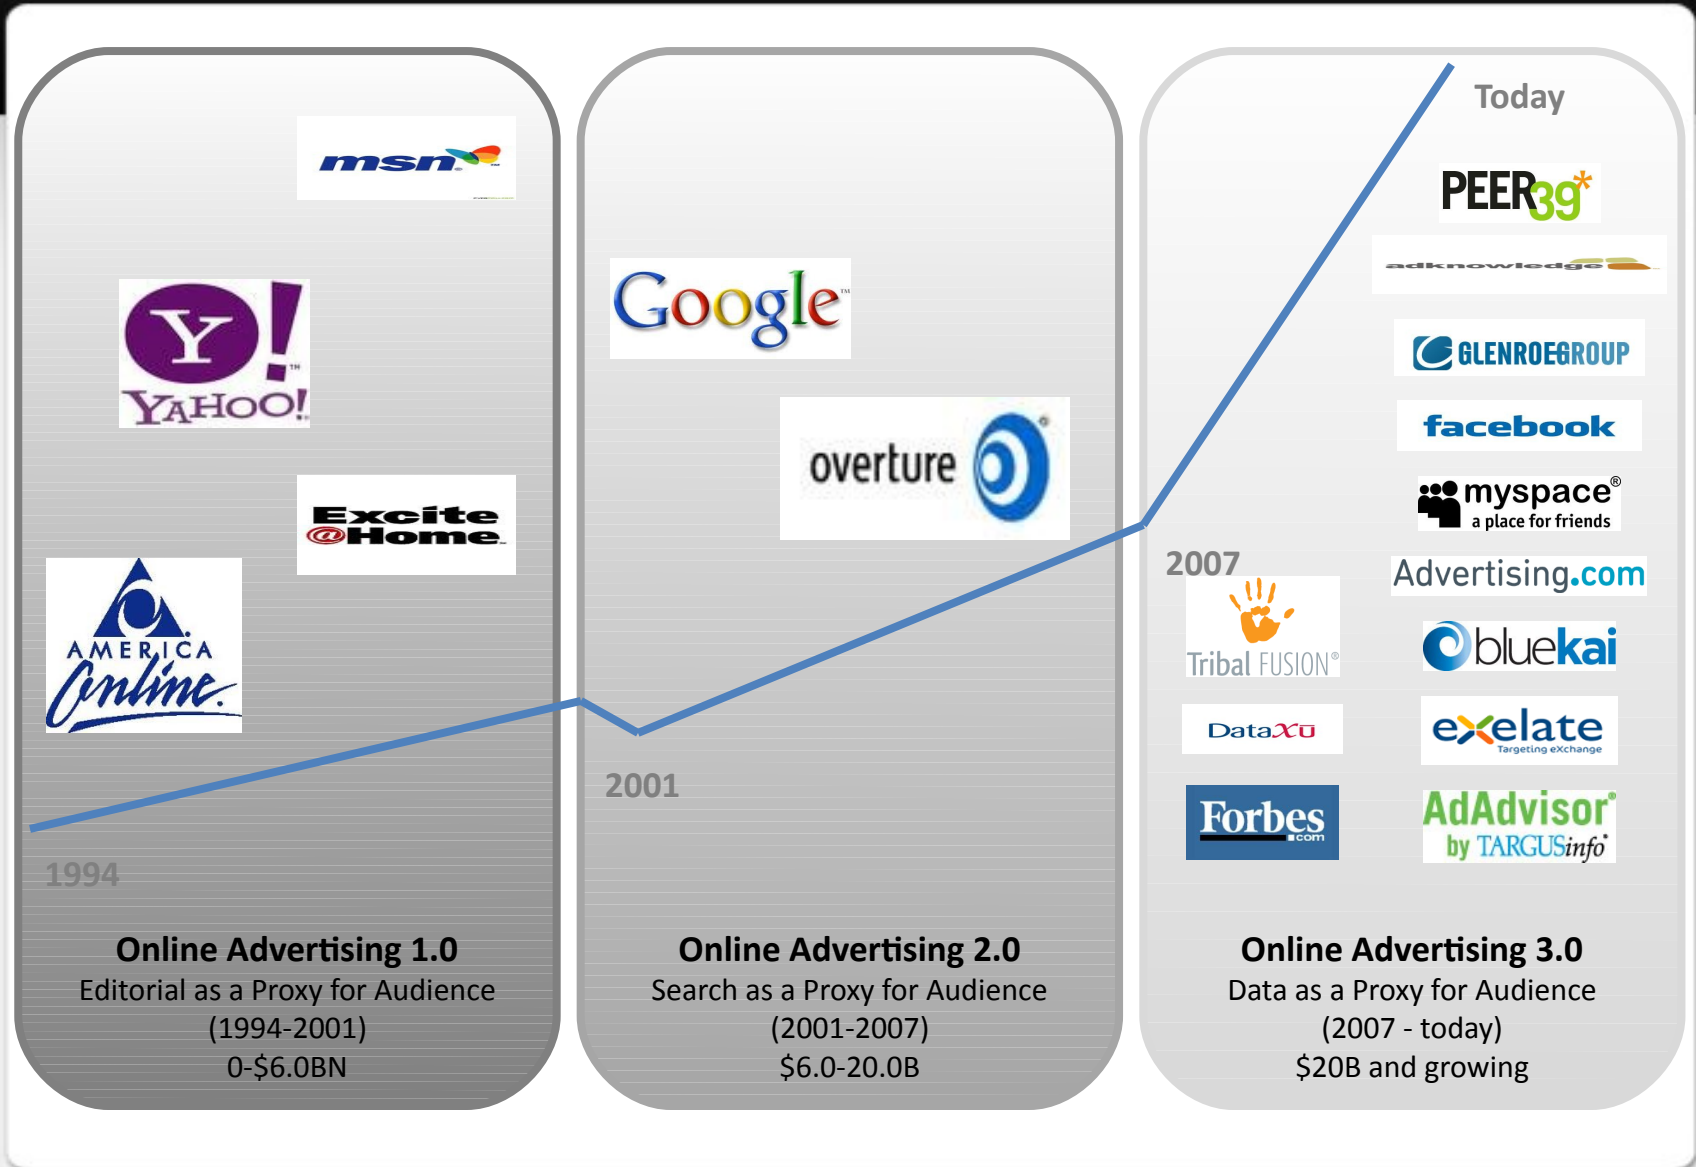 msn
YAHOO!
Excite
@Home
AMERICA
Online
1994
Online Advertising 1.0
Editorial as a Proxy for Audience
(1994-2001)
0-$6.0BN
Google™
overture
2001
Online Advertising 2.0
Search as a Proxy for Audience
(2001-2007)
$6.0-20.0B
Today
PEER39*
adknowledge
GLENROEGROUP
facebook
myspace®
a place for friends
2007
Advertising.com
Tribal FUSION®
bluekai
DataXū
eXelate
Targeting eXchange
Forbes
.com
AdAdvisor®
by TARGUSinfo®
Online Advertising 3.0
Data as a Proxy for Audience
(2007 - today)
$20B and growing